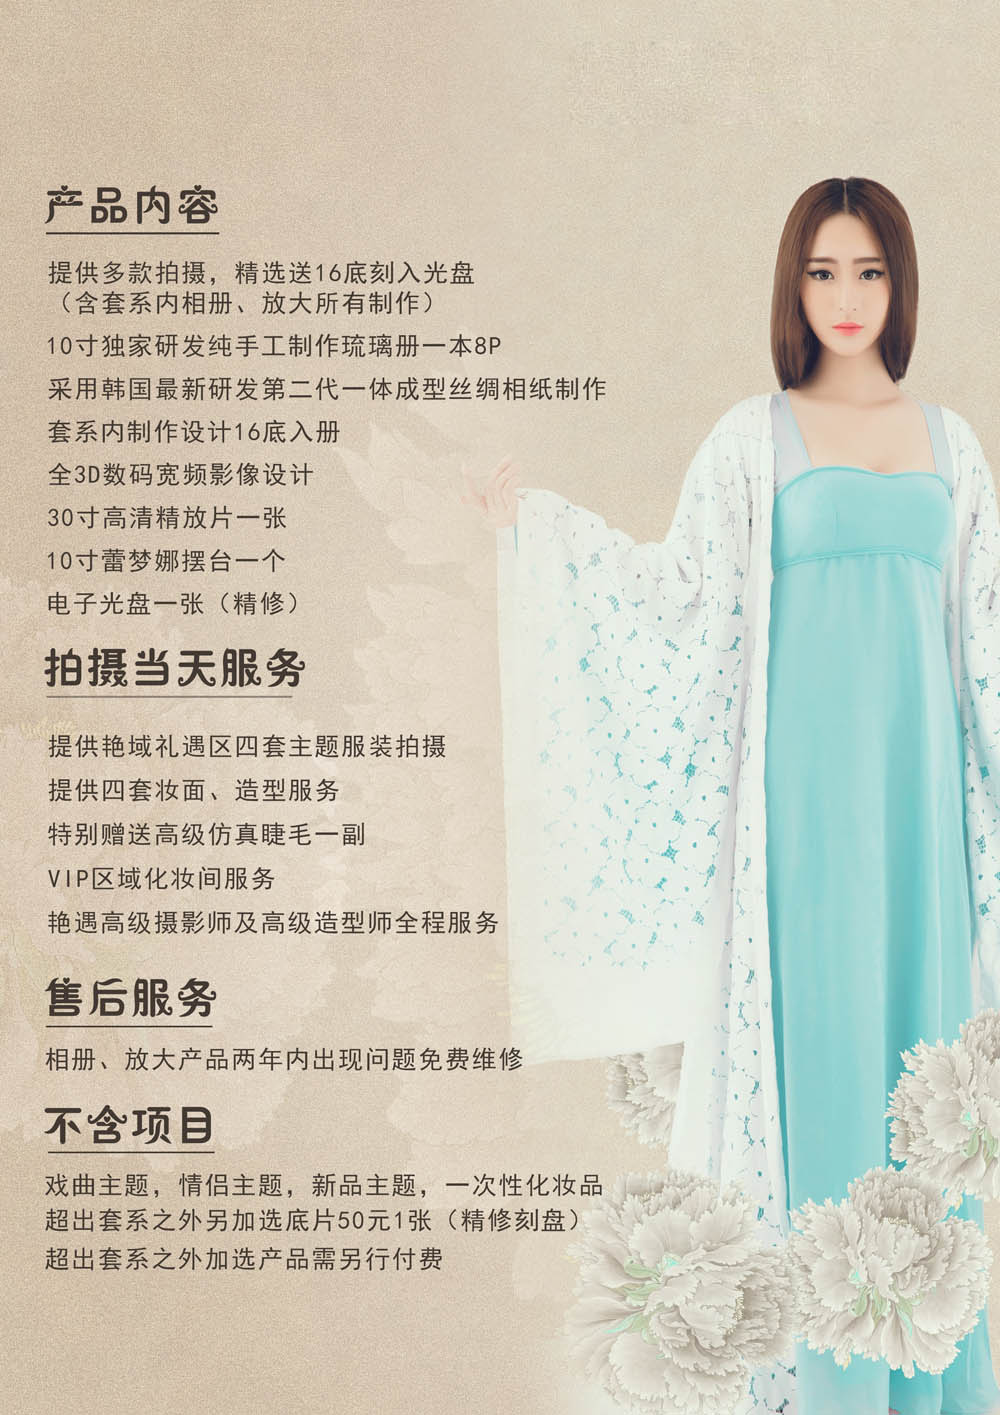 产品内容
提供多款拍摄，精选送16底刻入光盘
（含套系内相册、放大所有制作）
10寸独家研发纯手工制作琉璃册一本8P
采用韩国最新研发第二代一体成型丝绸相纸制作
套系内制作设计16底入册
全3D数码宽频影像设计
30寸高清精放片一张
10寸蕾梦娜摆台一个
电子光盘一张（精修）
拍摄当天服务
提供艳域礼遇区四套主题服装拍摄
提供四套妆面、造型服务
特别赠送高级仿真睫毛一副
VIP区域化妆间服务
艳遇高级摄影师及高级造型师全程服务
售后服务
相册、放大产品两年内出现问题免费维修
不含项目
戏曲主题，情侣主题，新品主题，一次性化妆品
超出套系之外另加选底片50元1张（精修刻盘）
超出套系之外加选产品需另行付费